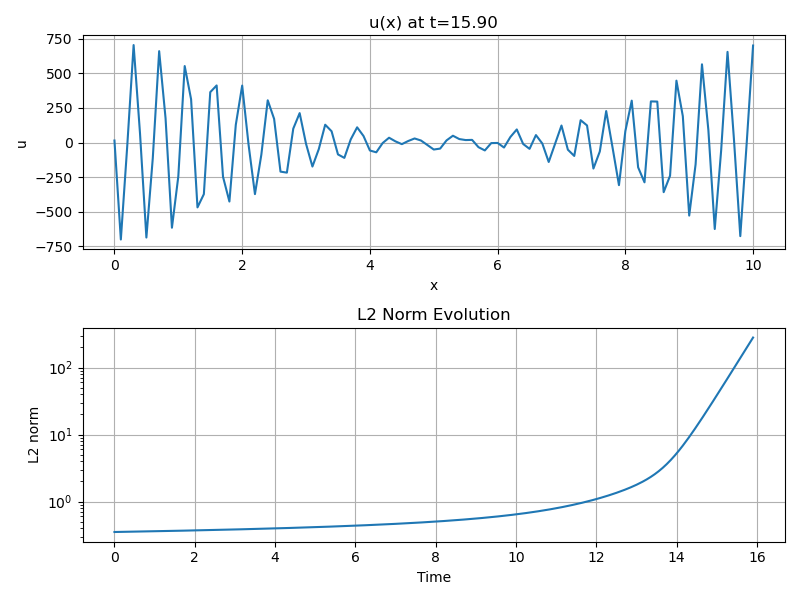 u(x) at t=15.90
750
500
250
0
−250
−500
−750
u
0 2 4 6 8 10
x
L2 Norm Evolution
10²
10¹
10⁰
L2 norm
0 2 4 6 8 10 12 14 16
Time